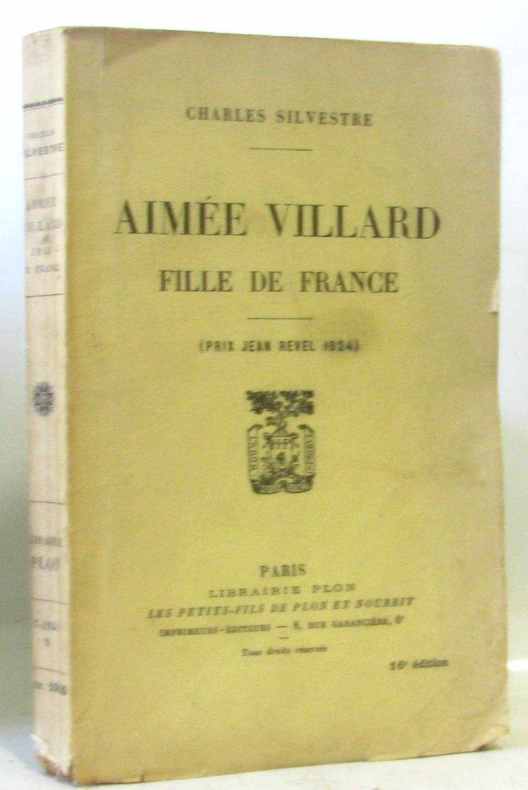 CHARLES SILVESTRE
AIMÉE VILLARD
FILLE DE FRANCE
(PRIX JEAN REVEL 1924)
PARIS
LIBRAIRIE PLON
LES PETITS-FILS DE PLON ET NOURRIT
IMPRIMEURS-ÉDITEURS — 8, RUE GARANCIÈRE, 6e
Tous droits réservés
16e édition
PLON